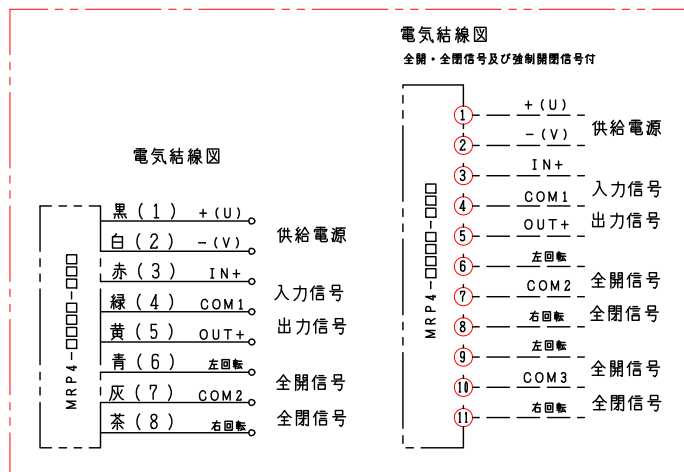 電気結線図
MRP4-□□□□-□□□
黒(1) +(U)
白(2) -(V)
供給電源
赤(3) IN+
入力信号
緑(4) COM1
黄(5) OUT+
出力信号
青(6) 左回転
全開信号
灰(7) COM2
茶(8) 右回転
全閉信号
電気結線図
全開・全閉信号及び強制開閉信号付
MRP4-□□□□-□□□
① +(U)
供給電源
② -(V)
③ IN+
入力信号
④ COM1
出力信号
⑤ OUT+
⑥ 左回転
全開信号
⑦ COM2
全閉信号
⑧ 右回転
⑨ 左回転
全開信号
⑩ COM3
全閉信号
⑪ 右回転